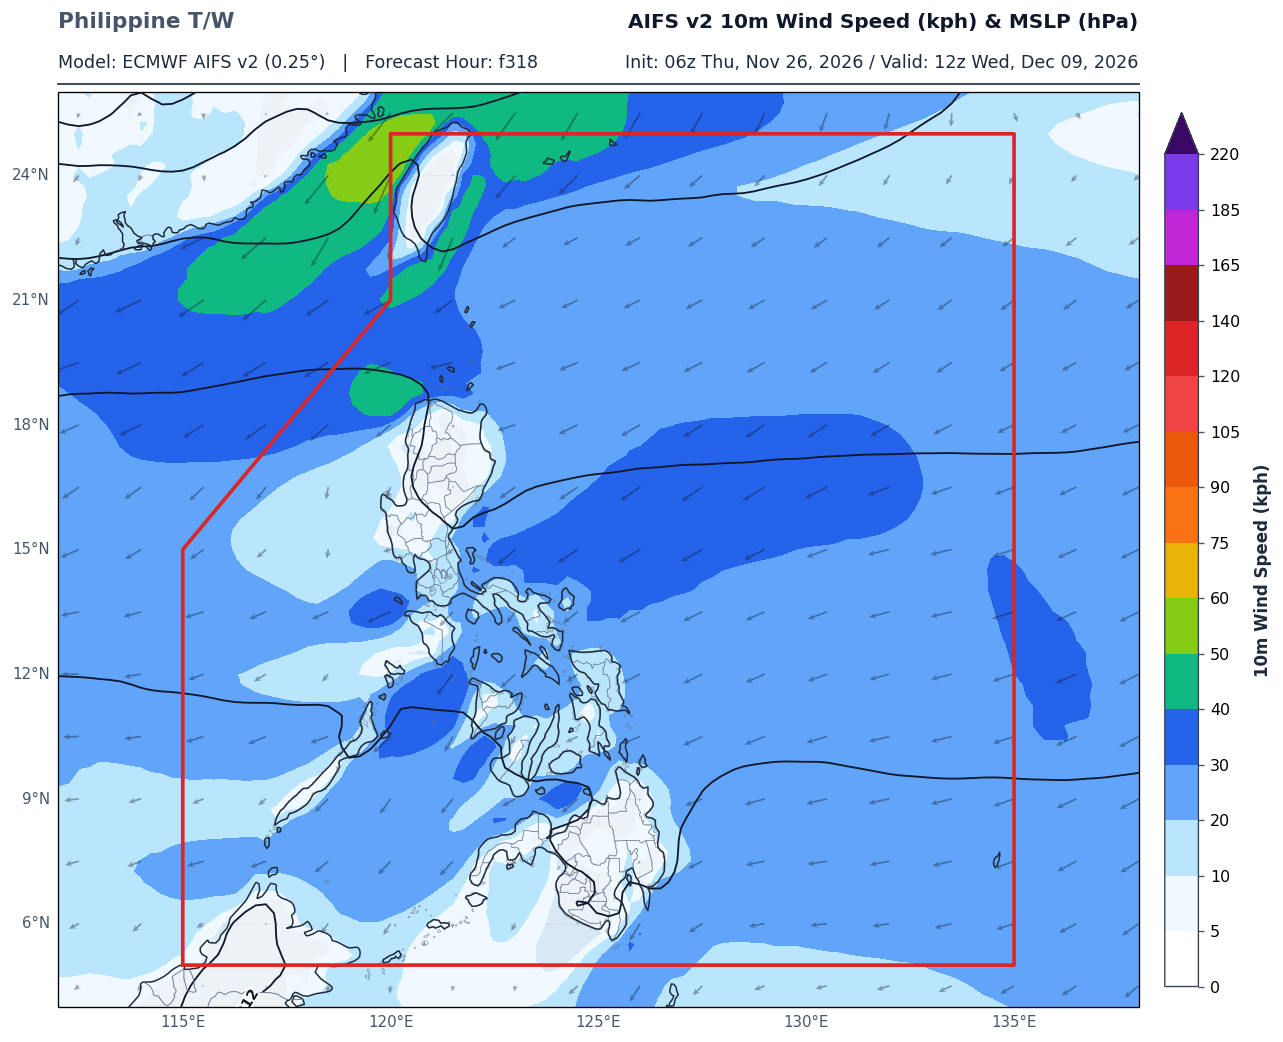 Philippine T/W
AIFS v2 10m Wind Speed (kph) & MSLP (hPa)
Model: ECMWF AIFS v2 (0.25°)   |   Forecast Hour: f318
Init: 06z Thu, Nov 26, 2026 / Valid: 12z Wed, Dec 09, 2026
24°N
21°N
18°N
15°N
12°N
9°N
6°N
115°E
120°E
125°E
130°E
135°E
12
220
185
165
140
120
105
90
75
60
50
40
30
20
10
5
0
10m Wind Speed (kph)